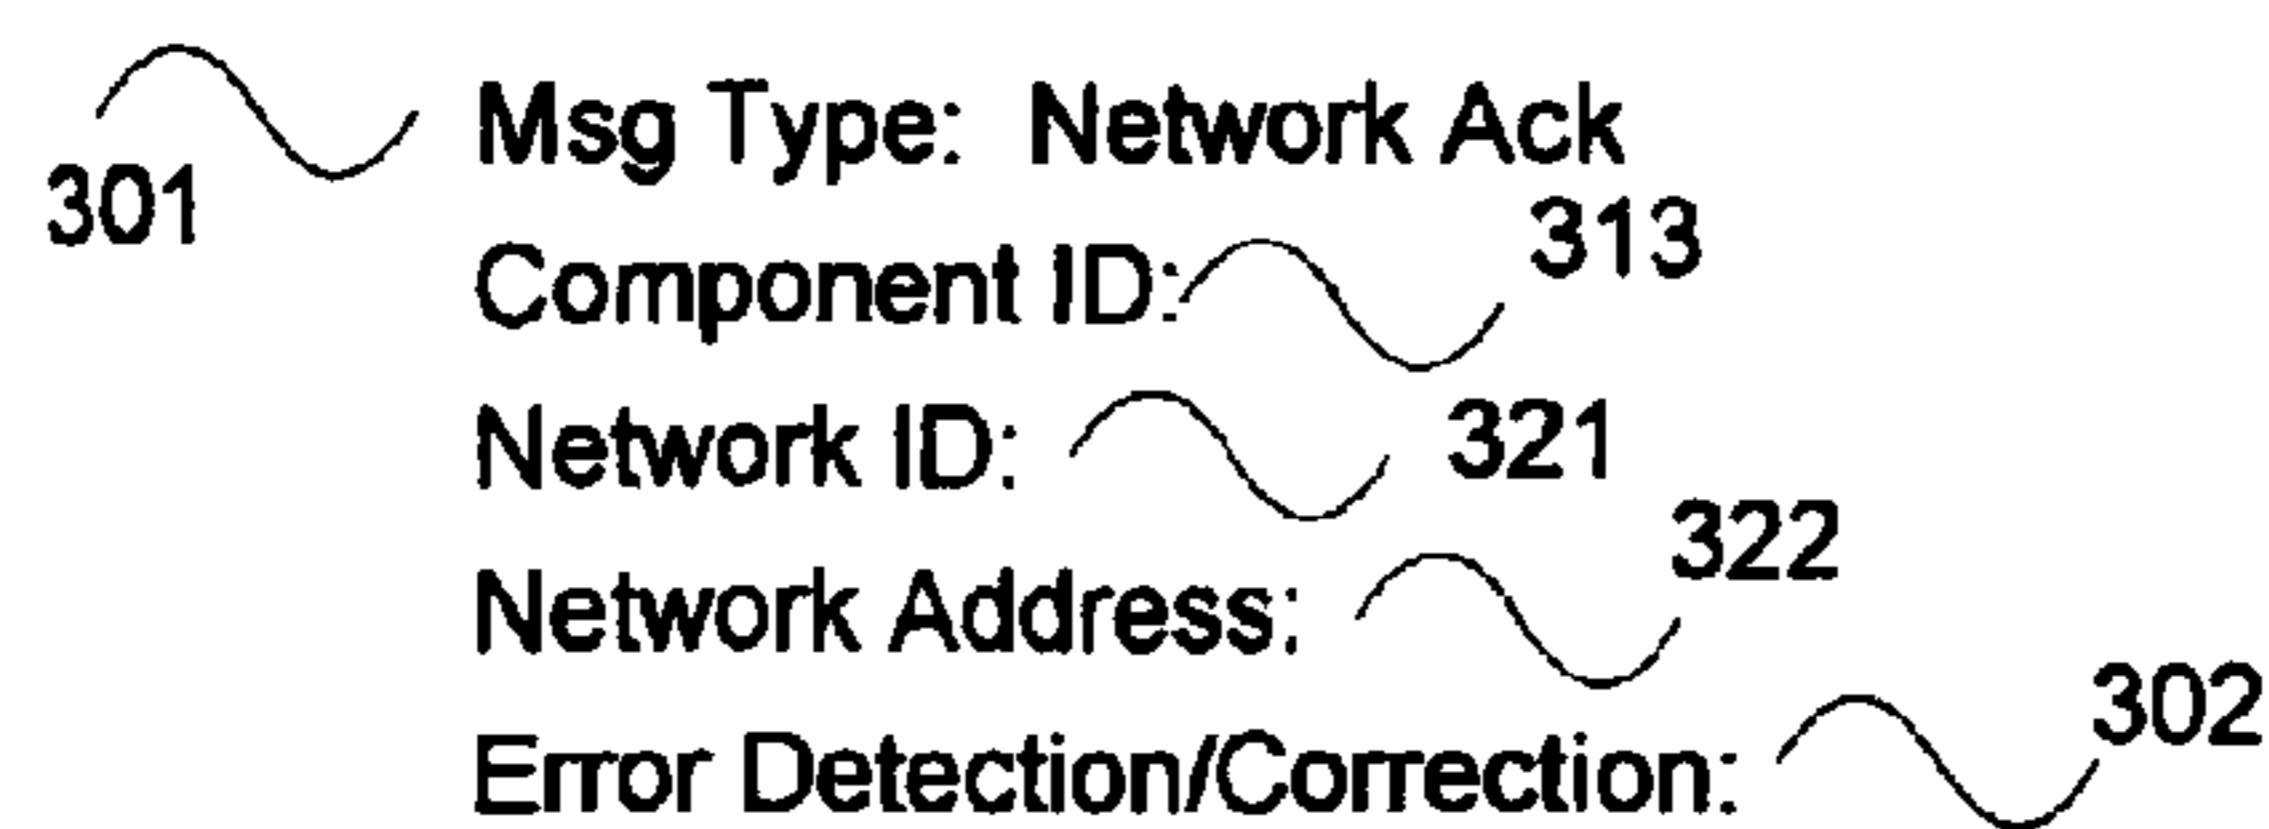 Msg Type: Network Ack
301
Component ID: 313
Network ID: 321
Network Address: 322
Error Detection/Correction: 302